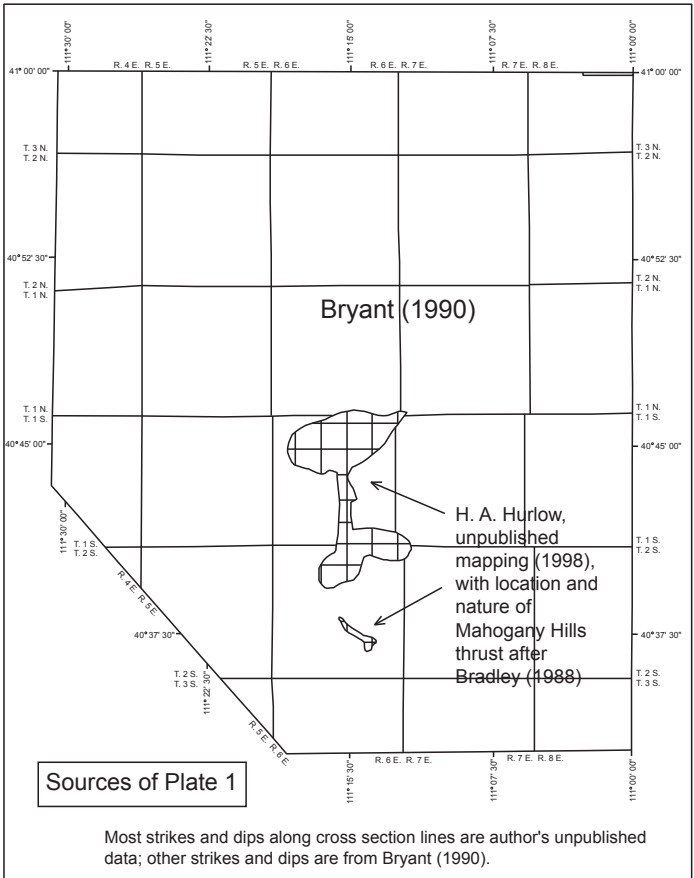 111° 30' 00"
111° 22' 30"
111° 15' 00"
111° 07' 30"
111° 00' 00"
R. 4 E. R. 5 E.
R. 5 E. R. 6 E.
R. 6 E. R. 7 E.
R. 7 E. R. 8 E.
41° 00' 00"
41° 00' 00"
T. 3 N.
T. 2 N.
T. 3 N.
T. 2 N.
40° 52' 30"
40° 52' 30"
T. 2 N.
T. 1 N.
T. 2 N.
T. 1 N.
Bryant (1990)
T. 1 N.
T. 1 S.
T. 1 N.
T. 1 S.
40° 45' 00"
40° 45' 00"
111° 30' 00"
H. A. Hurlow,
unpublished
mapping (1998),
with location and
nature of
Mahogany Hills
thrust after
Bradley (1988)
T. 1 S.
T. 2 S.
T. 1 S.
T. 2 S.
R. 4 E. R. 5 E.
40° 37' 30"
40° 37' 30"
T. 2 S.
T. 3 S.
T. 2 S.
T. 3 S.
111° 22' 30"
R. 5 E. R. 6 E.
R. 6 E. R. 7 E.
R. 7 E. R. 8 E.
111° 15' 30"
111° 07' 30"
111° 00' 00"
Sources of Plate 1
Most strikes and dips along cross section lines are author's unpublished
data; other strikes and dips are from Bryant (1990).